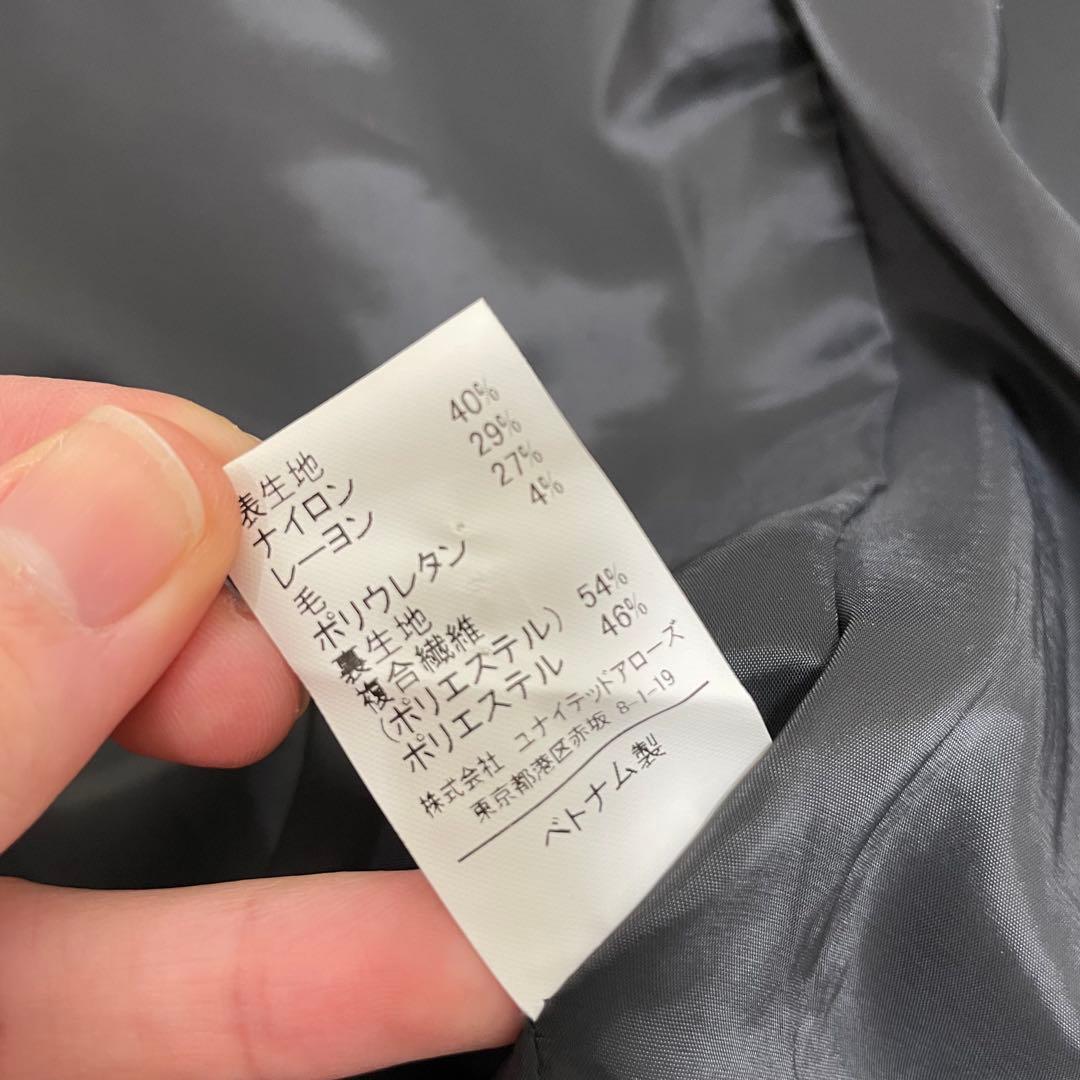 表生地
ナイロン 40%
レーヨン 29%
毛 27%
ポリウレタン 4%
裏生地
複合繊維
(ポリエステル) 54%
ポリエステル 46%
株式会社 ユナイテッドアローズ
東京都港区赤坂 8-1-19
ベトナム製